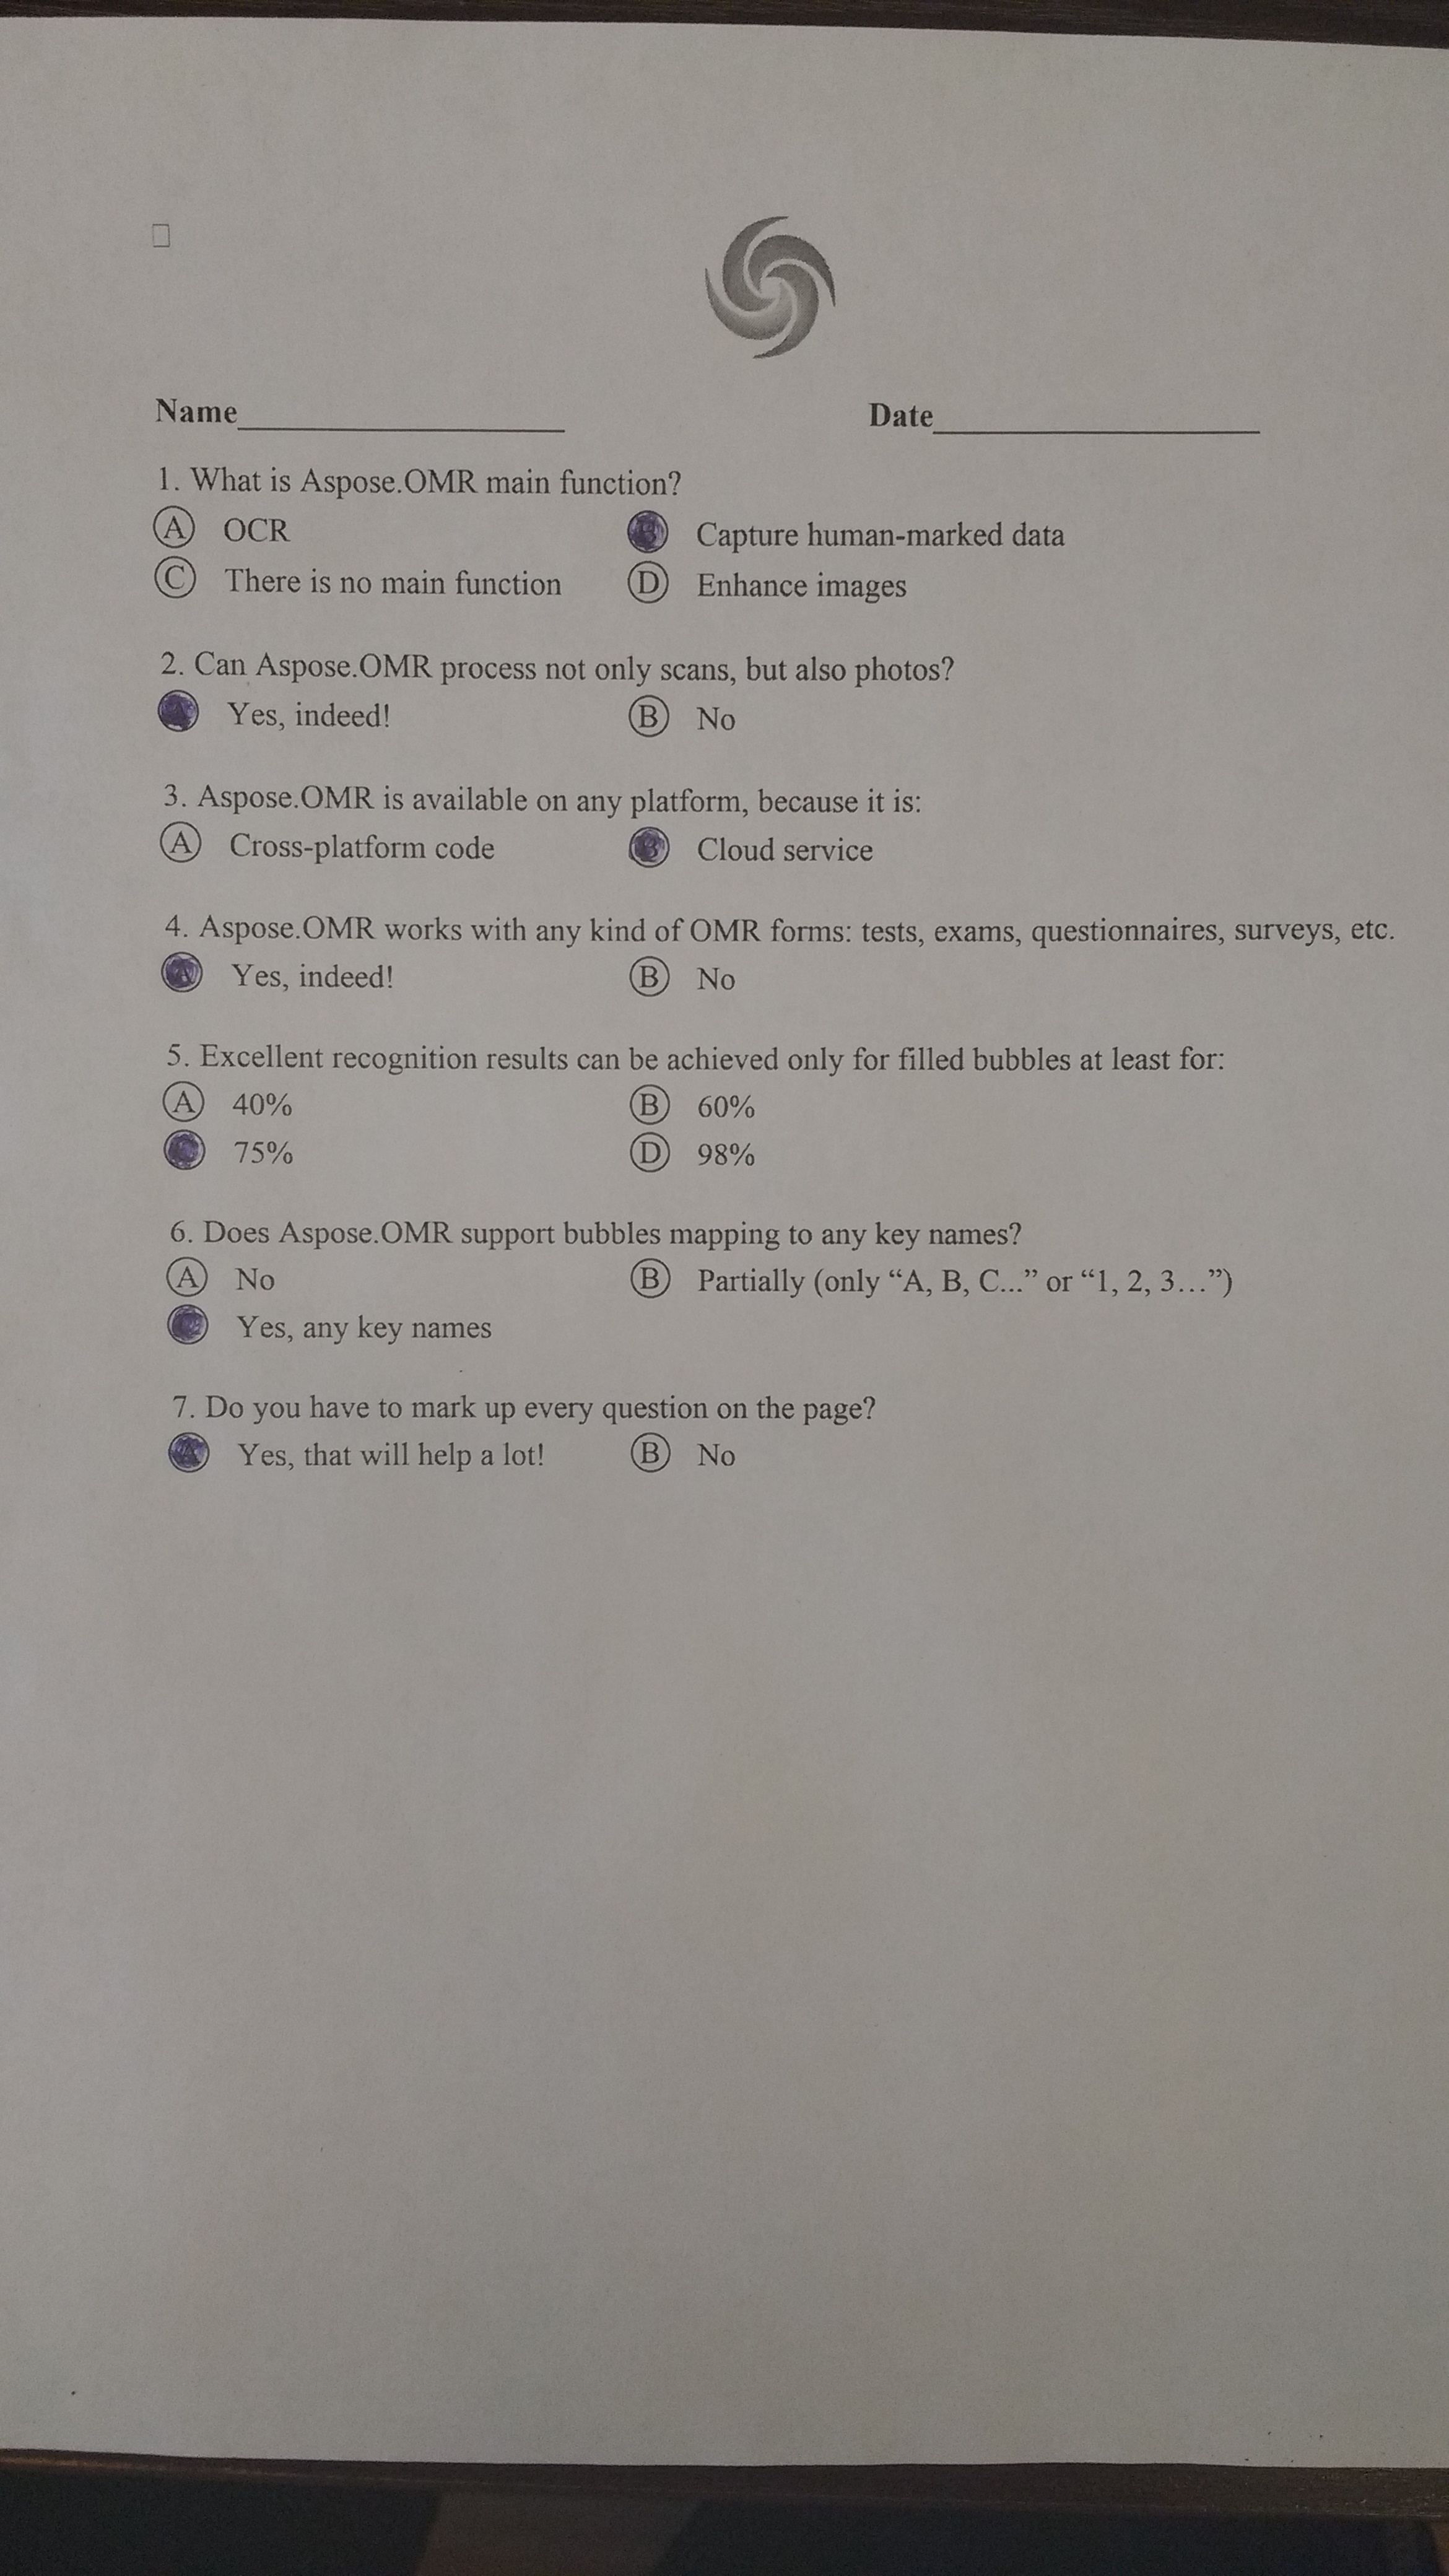 Name____________________ Date____________________
1. What is Aspose.OMR main function?
A OCR B Capture human-marked data
C There is no main function D Enhance images
2. Can Aspose.OMR process not only scans, but also photos?
A Yes, indeed! B No
3. Aspose.OMR is available on any platform, because it is:
A Cross-platform code B Cloud service
4. Aspose.OMR works with any kind of OMR forms: tests, exams, questionnaires, surveys, etc.
A Yes, indeed! B No
5. Excellent recognition results can be achieved only for filled bubbles at least for:
A 40% B 60%
C 75% D 98%
6. Does Aspose.OMR support bubbles mapping to any key names?
A No B Partially (only “A, B, C...” or “1, 2, 3…”)
C Yes, any key names
7. Do you have to mark up every question on the page?
A Yes, that will help a lot! B No